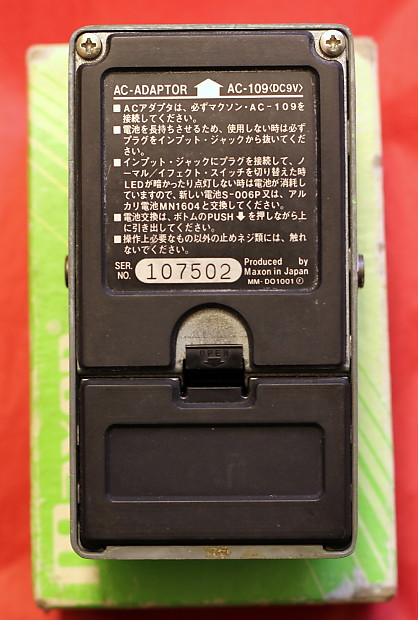 AC-ADAPTOR ⬆ AC-109〈DC9V〉
■ACアダプタは、必ずマクソン・AC-109を
接続してください。
■電池を長持ちさせるため、使用しない時は必ず
プラグをインプット・ジャックから抜いてくださ
い。
■インプット・ジャックにプラグを接続して、ノ
ーマル/イフェクト・スイッチを切り替えた時
LEDが暗かったり点灯しない時は電池が消耗し
ていますので、新しい電池S-006P又は、アル
カリ電池MN1604と交換してください。
■電池交換は、ボトムのPUSH⬇を押しながら上
に引き出してください。
■操作上必要なもの以外の止めネジ類には、触れ
ないでください。
SER. NO. 107502
Produced by
Maxon in Japan
MM-DO1001 Ⓕ
OPEN